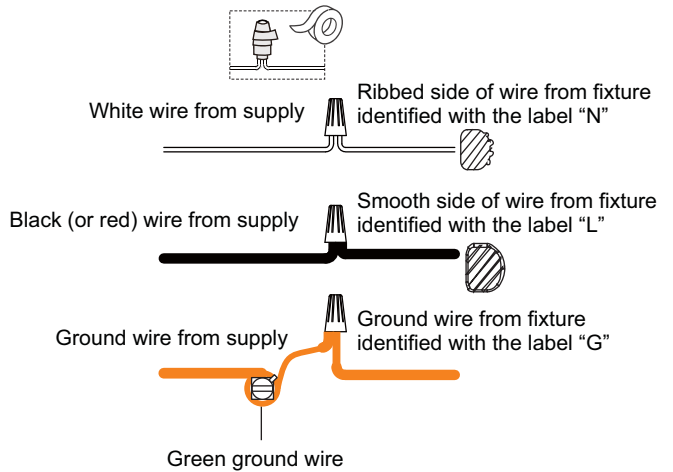 White wire from supply
Ribbed side of wire from fixture
identified with the label “N”
Black (or red) wire from supply
Smooth side of wire from fixture
identified with the label “L”
Ground wire from supply
Ground wire from fixture
identified with the label “G”
Green ground wire